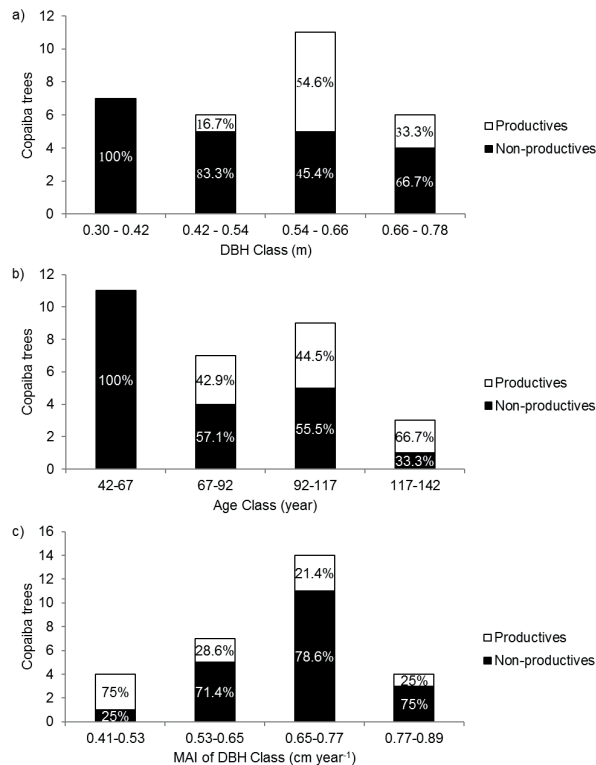 a)
12
10
8
6
4
2
0
Copaiba trees
100%
16.7%
83.3%
54.6%
45.4%
33.3%
66.7%
0.30 - 0.42
0.42 - 0.54
0.54 - 0.66
0.66 - 0.78
DBH Class (m)
Productives
Non-productives
b)
12
10
8
6
4
2
0
Copaiba trees
100%
42.9%
57.1%
44.5%
55.5%
66.7%
33.3%
42-67
67-92
92-117
117-142
Age Class (year)
Productives
Non-productives
c)
16
14
12
10
8
6
4
2
0
Copaiba trees
75%
25%
28.6%
71.4%
21.4%
78.6%
25%
75%
0.41-0.53
0.53-0.65
0.65-0.77
0.77-0.89
MAI of DBH Class (cm year⁻¹)
Productives
Non-productives